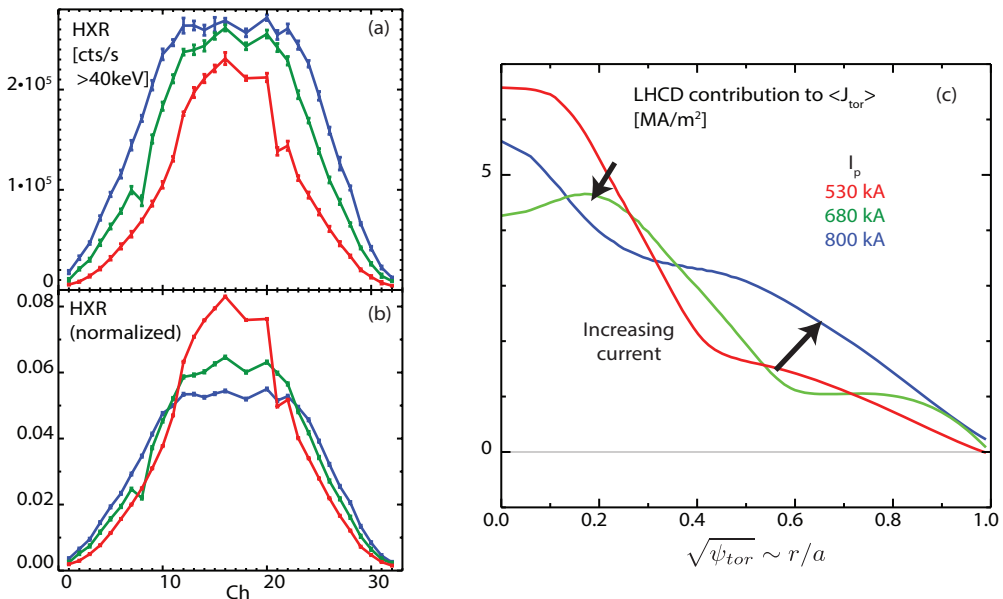 HXR
[cts/s
>40keV]
(a)
2•10⁵
1•10⁵
0
HXR
(normalized)
(b)
0.08
0.06
0.04
0.02
0.00
0
10
20
30
Ch
LHCD contribution to <J_tor>
[MA/m²]
(c)
I_p
530 kA
680 kA
800 kA
Increasing
current
5
0
0.0
0.2
0.4
0.6
0.8
1.0
√ψ_tor ∼ r/a